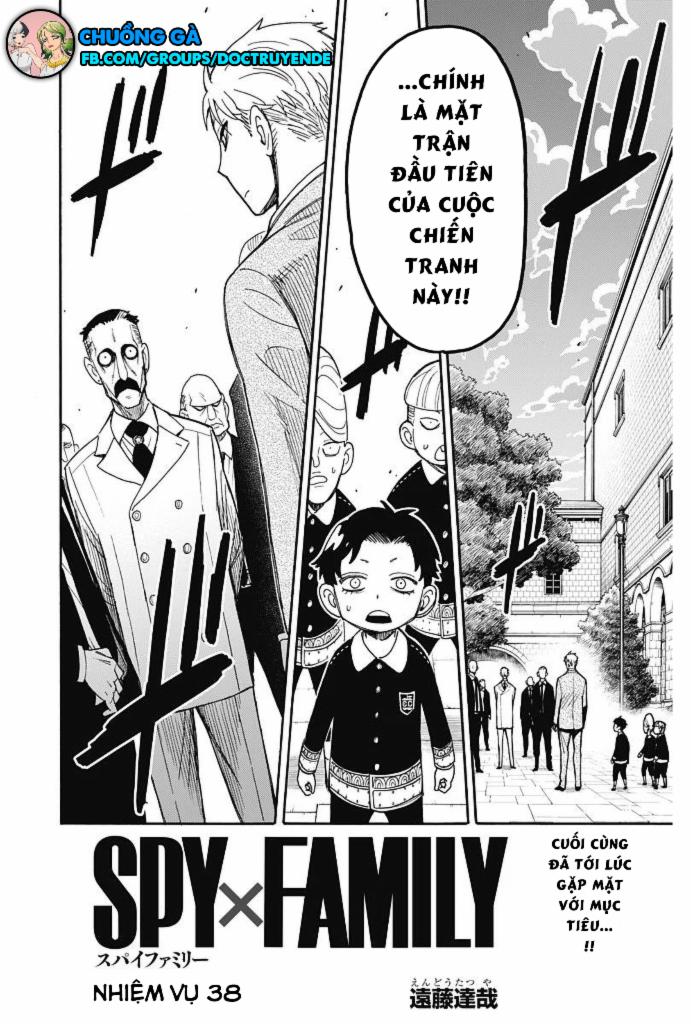 CHUỒNG GÀ
FB.COM/GROUPS/DOCTRUYENDE
...CHÍNH
LÀ MẶT
TRẬN
ĐẦU TIÊN
CỦA CUỘC
CHIẾN
TRANH
NÀY!!
ドド
ドド
CUỐI CÙNG
ĐÃ TỚI LÚC
GẶP MẶT
VỚI MỤC
TIÊU...
!!
SPY×FAMILY
スパイファミリー
NHIỆM VỤ 38
えんどうたつや
遠藤達哉